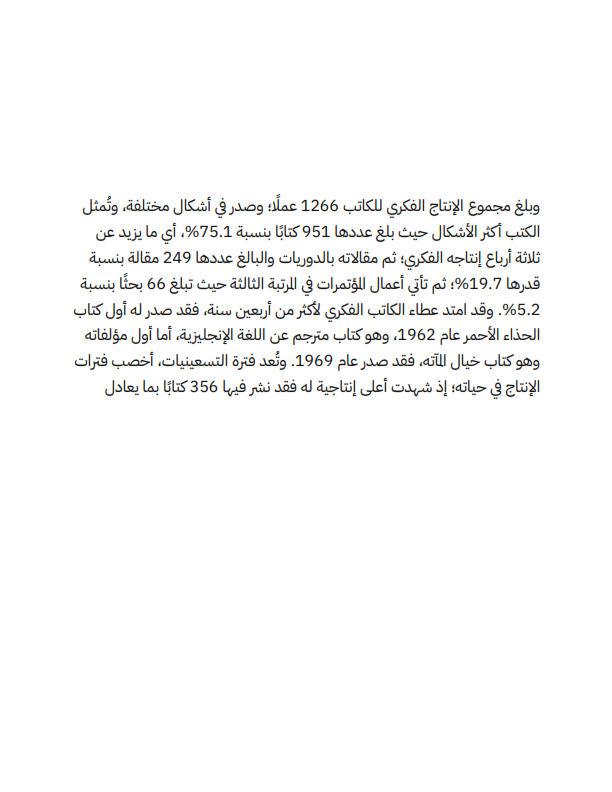 وبلغ مجموع الإنتاج الفكري للكاتب 1266 عملًا؛ وصدر في أشكال مختلفة، وتُمثل
الكتب أكثر الأشكال حيث بلغ عددها 951 كتابًا بنسبة 75.1%، أي ما يزيد عن
ثلاثة أرباع إنتاجه الفكري؛ ثم مقالاته بالدوريات والبالغ عددها 249 مقالة بنسبة
قدرها 19.7%؛ ثم تأتي أعمال المؤتمرات في المرتبة الثالثة حيث تبلغ 66 بحثًا بنسبة
5.2%. وقد امتد عطاء الكاتب الفكري لأكثر من أربعين سنة، فقد صدر له أول كتاب
الحذاء الأحمر عام 1962، وهو كتاب مترجم عن اللغة الإنجليزية، أما أول مؤلفاته
وهو كتاب خيال المآته، فقد صدر عام 1969. وتُعد فترة التسعينيات، أخصب فترات
الإنتاج في حياته؛ إذ شهدت أعلى إنتاجية له فقد نشر فيها 356 كتابًا بما يعادل